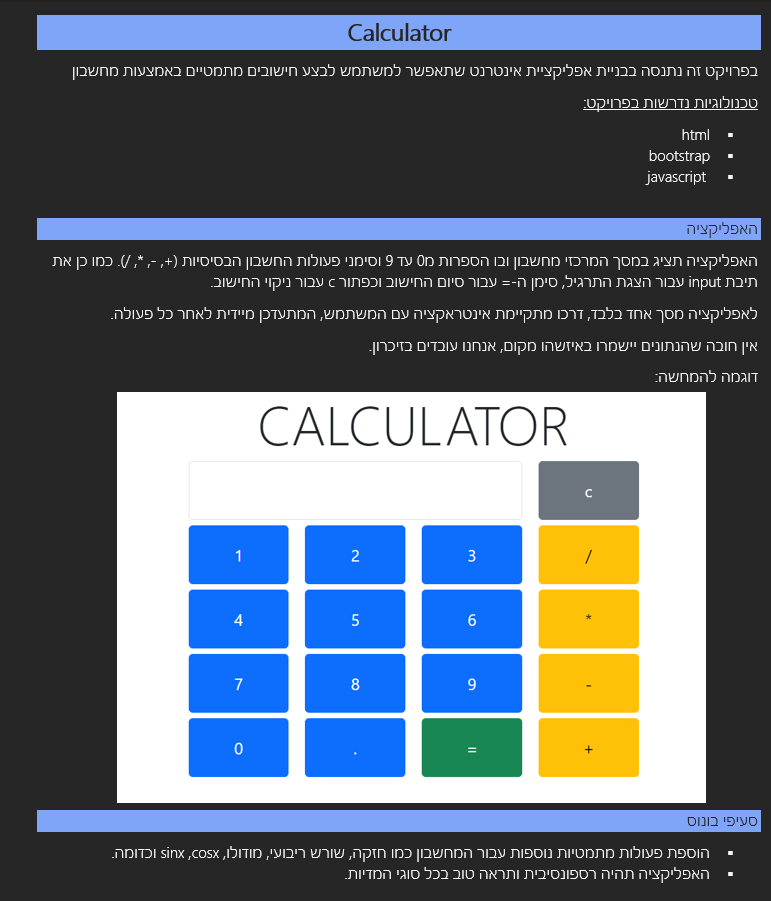 Calculator
בפרויקט זה נתנסה בבניית אפליקציית אינטרנט שתאפשר למשתמש לבצע חישובים מתמטיים באמצעות מחשבון
טכנולוגיות נדרשות בפרויקט:
▪ html
▪ bootstrap
▪ javascript
האפליקציה
האפליקציה תציג במסך המרכזי מחשבון ובו הספרות מ0 עד 9 וסימני פעולות החשבון הבסיסיות (+, -, *, /). כמו כן את
תיבת input עבור הצגת התרגיל, סימן ה-= עבור סיום החישוב וכפתור c עבור ניקוי החישוב.
לאפליקציה מסך אחד בלבד, דרכו מתקיימת אינטראקציה עם המשתמש, המתעדכן מיידית לאחר כל פעולה.
אין חובה שהנתונים יישמרו באיזשהו מקום, אנחנו עובדים בזיכרון.
דוגמה להמחשה:
CALCULATOR
c
1 2 3 /
4 5 6 *
7 8 9 -
0 . = +
סעיפי בונוס
▪ הוספת פעולות מתמטיות נוספות עבור המחשבון כמו חזקה, שורש ריבועי, מודולו, sinx ,cosx וכדומה.
▪ האפליקציה תהיה רספונסיבית ותראה טוב בכל סוגי המדיות.